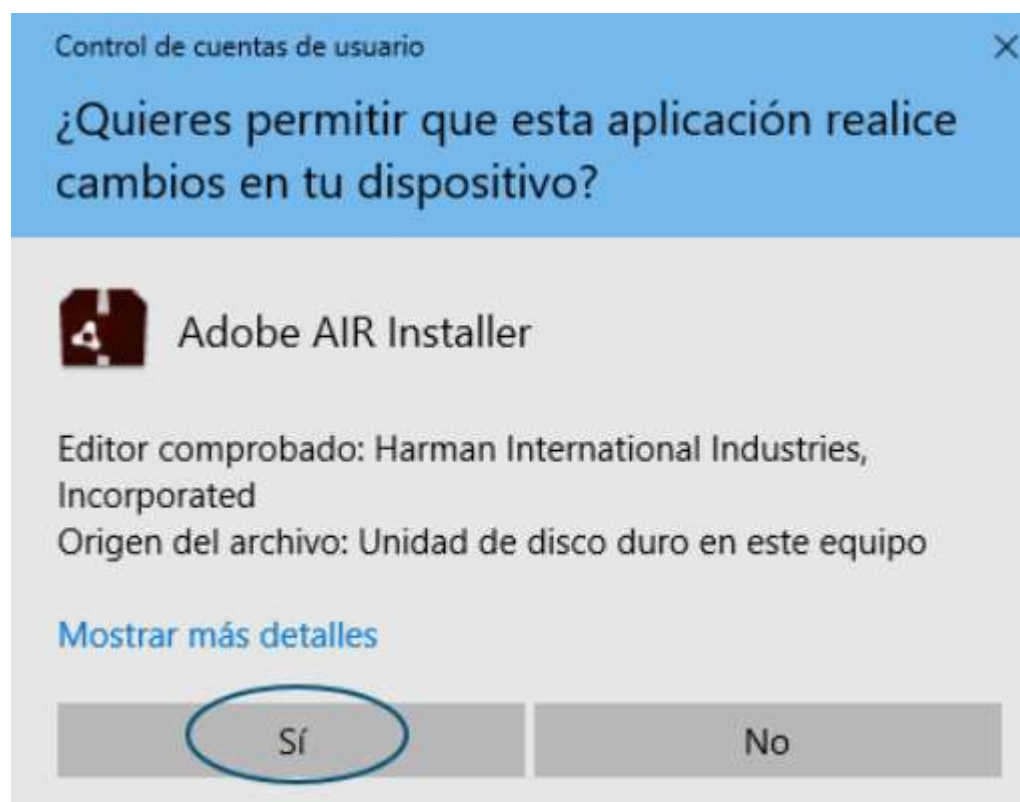 Control de cuentas de usuario
¿Quieres permitir que esta aplicación realice
cambios en tu dispositivo?
Adobe AIR Installer
Editor comprobado: Harman International Industries,
Incorporated
Origen del archivo: Unidad de disco duro en este equipo
Mostrar más detalles
Sí
No